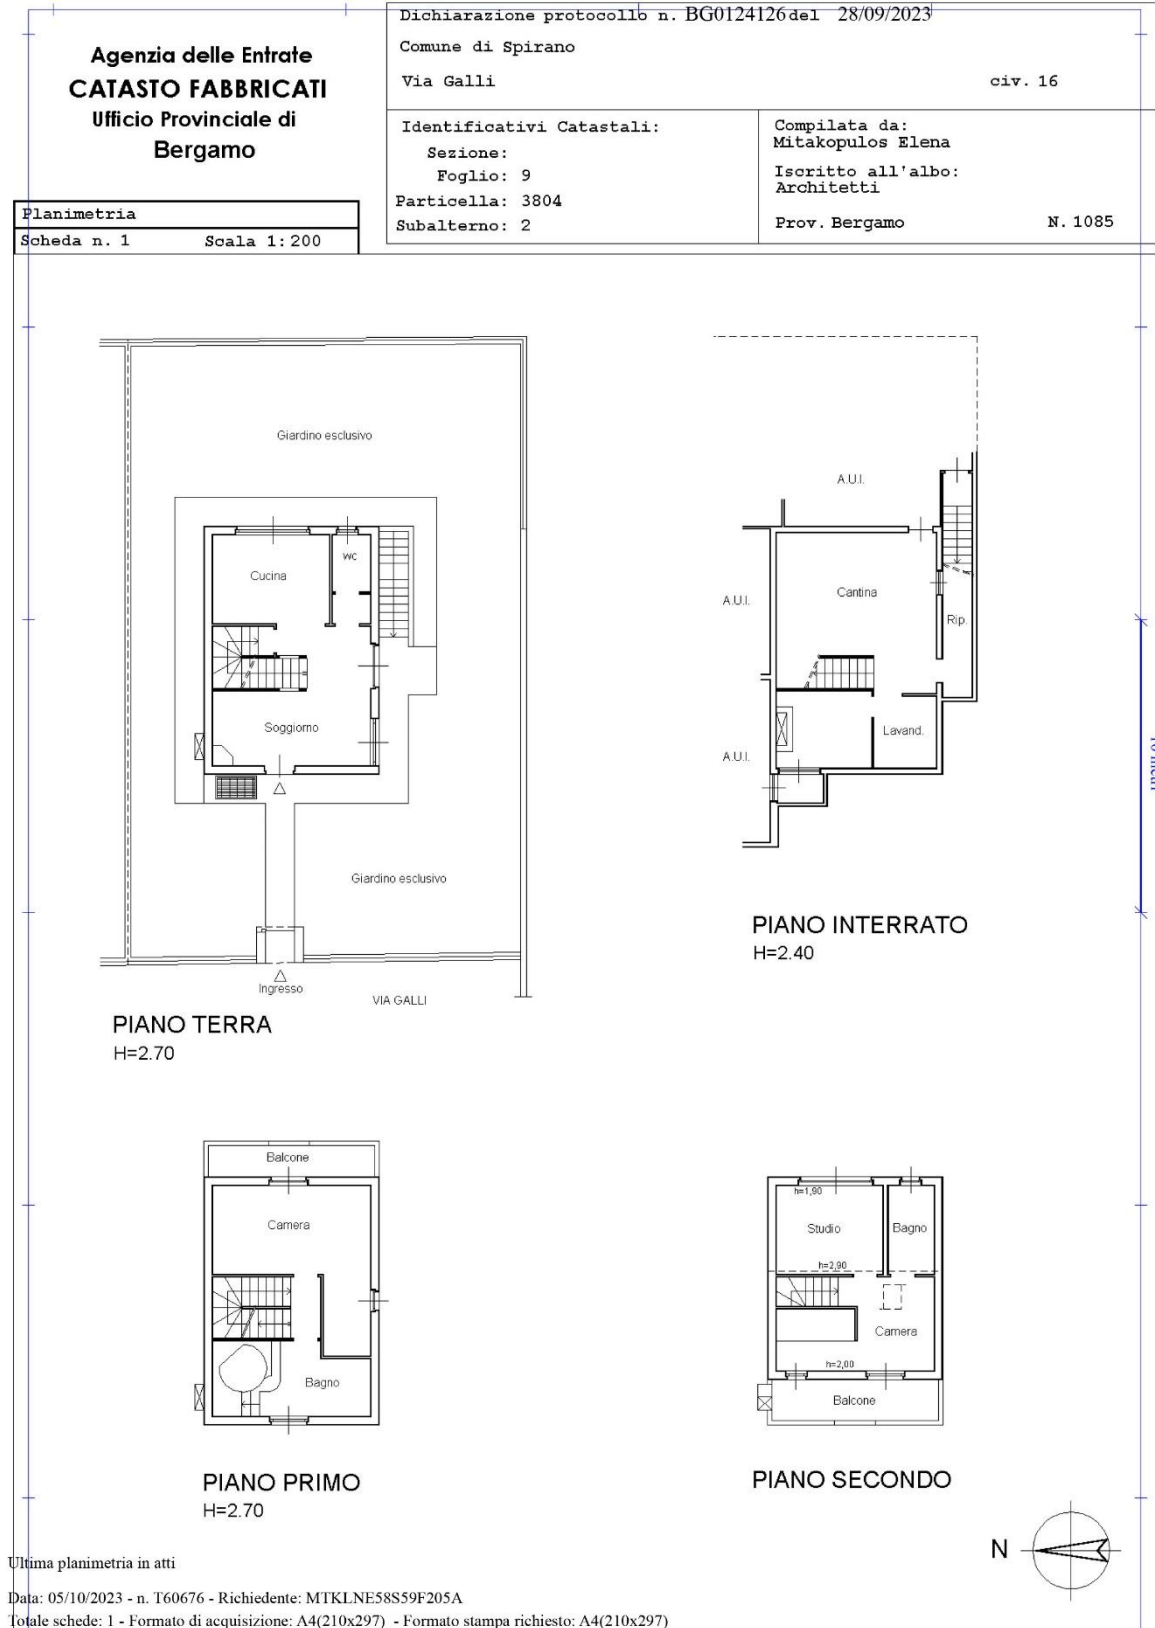 Agenzia delle Entrate
CATASTO FABBRICATI
Ufficio Provinciale di
Bergamo
Dichiarazione protocollo n. BG0124126 del 28/09/2023
Comune di Spirano
Via Galli civ. 16
Identificativi Catastali:
Sezione:
Foglio: 9
Particella: 3804
Subalterno: 2
Compilata da:
Mitakopulos Elena
Iscritto all'albo:
Architetti
Prov. Bergamo N. 1085
Planimetria
Scheda n. 1 Scala 1:200
Giardino esclusivo
wc
Cucina
Soggiorno
Giardino esclusivo
Ingresso
VIA GALLI
PIANO TERRA
H=2.70
A.U.I.
Cantina
A.U.I.
Rip.
Lavand.
A.U.I.
PIANO INTERRATO
H=2.40
10 metri
Balcone
Camera
Bagno
PIANO PRIMO
H=2.70
h=1,90
Studio
Bagno
h=2,90
Camera
h=2,00
Balcone
PIANO SECONDO
N
Ultima planimetria in atti
Data: 05/10/2023 - n. T60676 - Richiedente: MTKLNE58S59F205A
Totale schede: 1 - Formato di acquisizione: A4(210x297) - Formato stampa richiesto: A4(210x297)